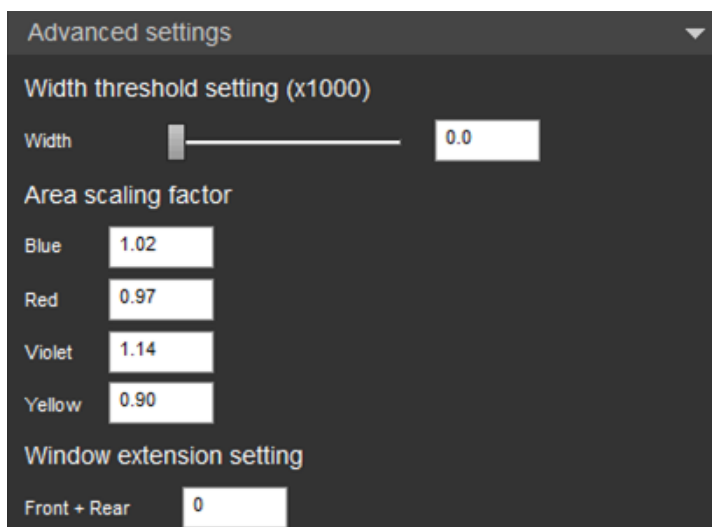 Advanced settings
Width threshold setting (x1000)
Width 0.0
Area scaling factor
Blue 1.02
Red 0.97
Violet 1.14
Yellow 0.90
Window extension setting
Front + Rear 0